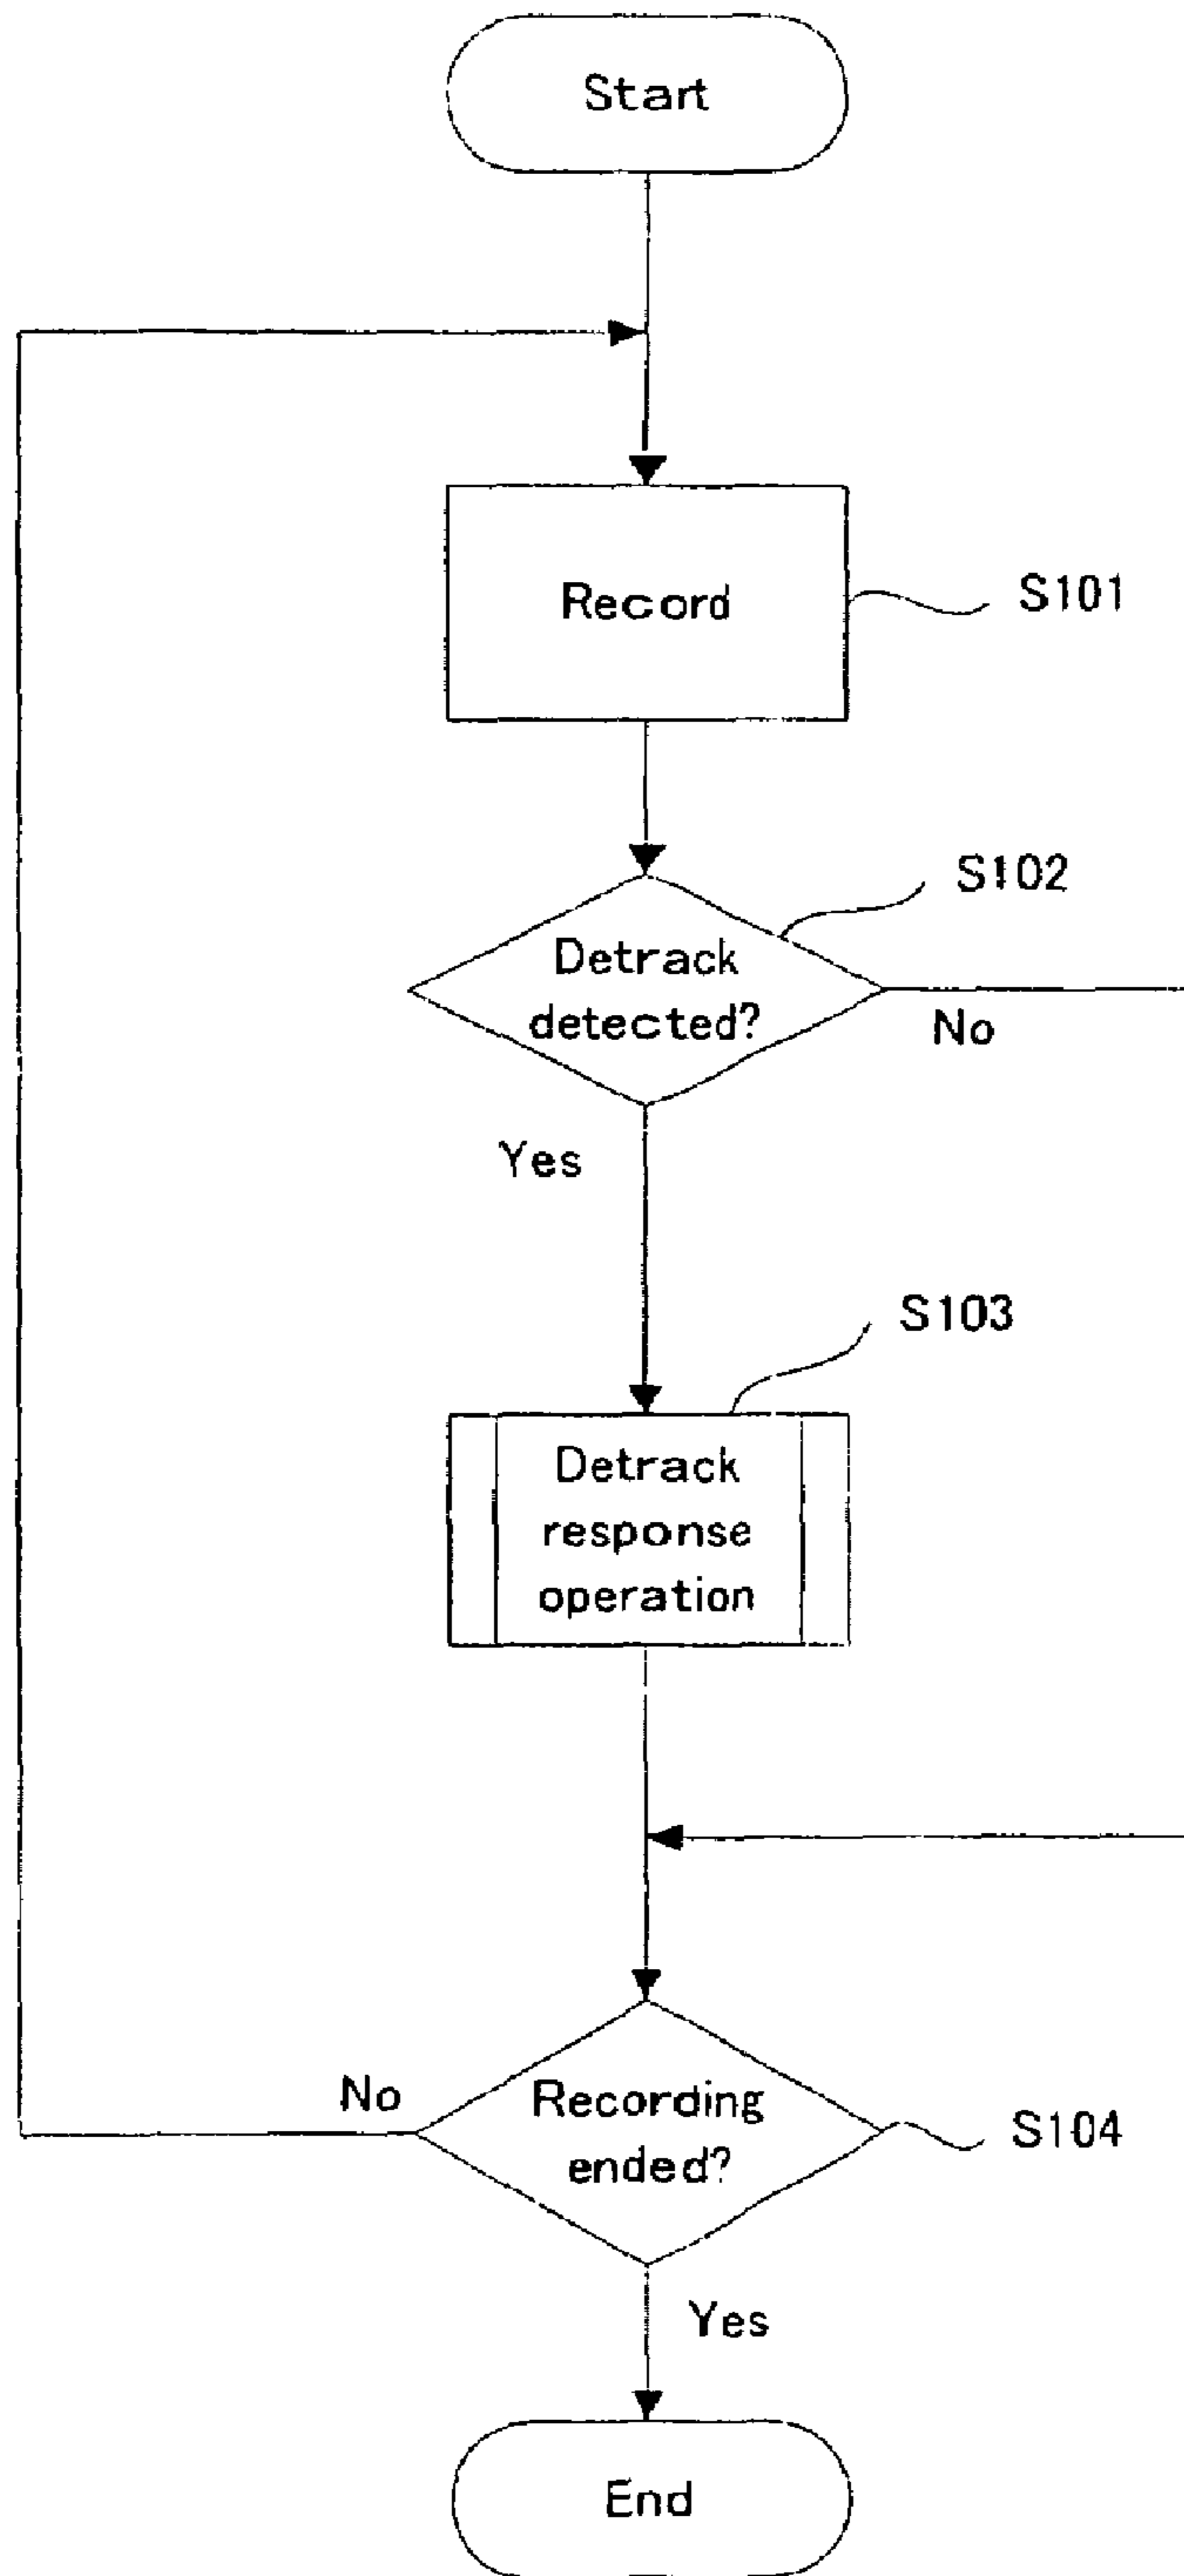 Start
Record
S101
S102
Detrack
detected?
No
Yes
S103
Detrack
response
operation
No
Recording
ended?
S104
Yes
End